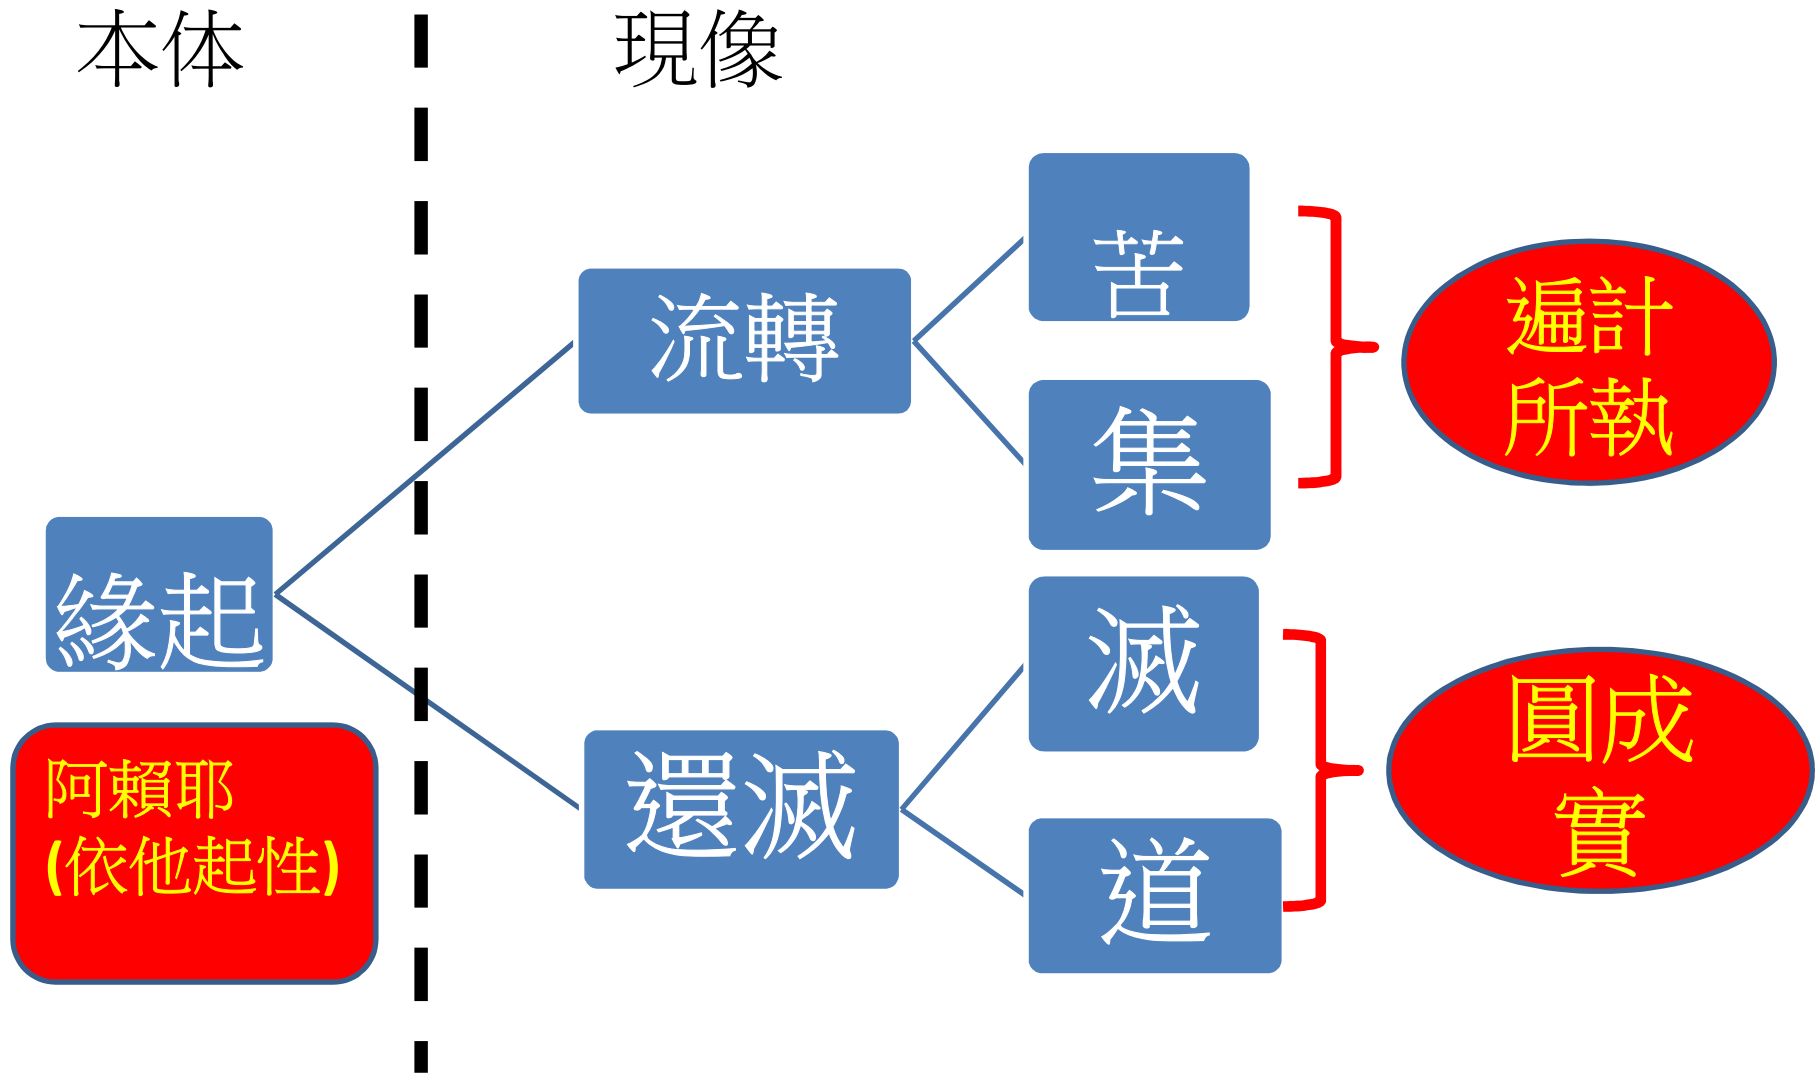 本体
現像
緣起
阿賴耶
(依他起性)
流轉
還滅
苦
集
滅
道
遍計
所執
圓成
實